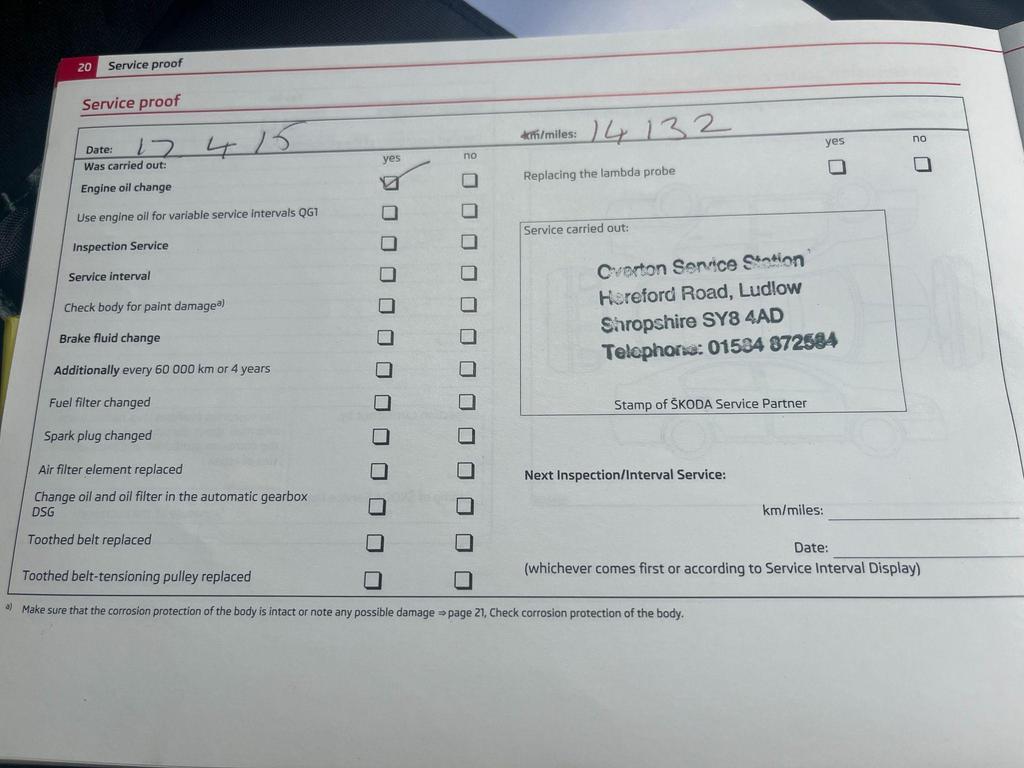 20 Service proof
Service proof
Date: 17 4 15
km/miles: 14 132
Was carried out:
yes no
Engine oil change
Use engine oil for variable service intervals QG1
Inspection Service
Service interval
Check body for paint damage a)
Brake fluid change
Additionally every 60 000 km or 4 years
Fuel filter changed
Spark plug changed
Air filter element replaced
Change oil and oil filter in the automatic gearbox
DSG
Toothed belt replaced
Toothed belt-tensioning pulley replaced
yes no
Replacing the lambda probe
Service carried out:
Overton Service Station
Hereford Road, Ludlow
Shropshire SY8 4AD
Telephone: 01584 872584
Stamp of ŠKODA Service Partner
Next Inspection/Interval Service:
km/miles:
Date:
(whichever comes first or according to Service Interval Display)
a) Make sure that the corrosion protection of the body is intact or note any possible damage ⇒ page 21, Check corrosion protection of the body.